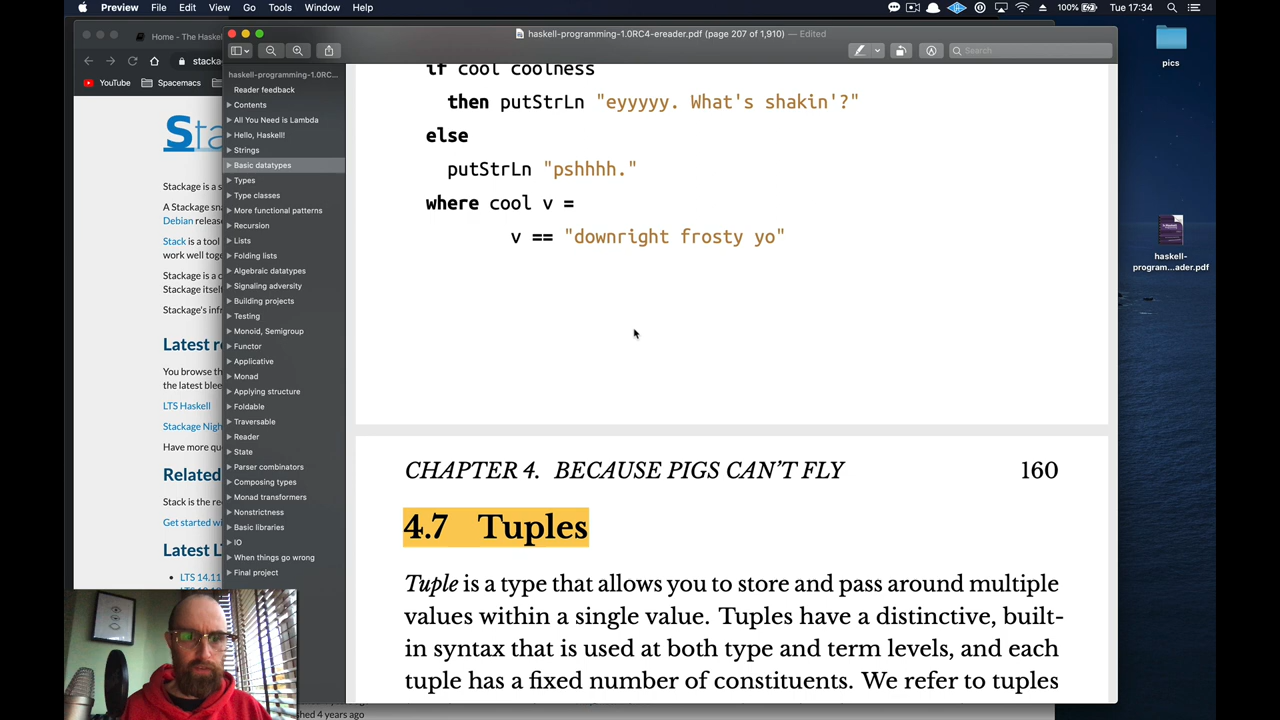 Preview File Edit View Go Tools Window Help
100% Tue 17:34
Home - The Haskel
stacka
YouTube Spacemacs
Sta
Stackage is a s
A Stackage sna
Debian release
Stack is a tool
work well toge
Stackage is a c
Stackage itself
Stackage's infr
Latest re
You browse th
the latest blee
LTS Haskell
Stackage Nigh
Have more que
Related
Stack is the rec
Get started wi
Latest LT
LTS 14.11
shed 4 years ago
haskell-programming-1.0RC4-ereader.pdf (page 207 of 1,910) — Edited
Search
haskell-programming-1.0RC...
Reader feedback
Contents
All You Need is Lambda
Hello, Haskell!
Strings
Basic datatypes
Types
Type classes
More functional patterns
Recursion
Lists
Folding lists
Algebraic datatypes
Signaling adversity
Building projects
Testing
Monoid, Semigroup
Functor
Applicative
Monad
Applying structure
Foldable
Traversable
Reader
State
Parser combinators
Composing types
Monad transformers
Nonstrictness
Basic libraries
IO
When things go wrong
Final project
if cool coolness
then putStrLn "eyyyyy. What's shakin'?"
else
putStrLn "pshhhh."
where cool v =
v == "downright frosty yo"
CHAPTER 4. BECAUSE PIGS CAN'T FLY 160
4.7 Tuples
Tuple is a type that allows you to store and pass around multiple
values within a single value. Tuples have a distinctive, built-
in syntax that is used at both type and term levels, and each
tuple has a fixed number of constituents. We refer to tuples
pics
haskell-
program...ader.pdf